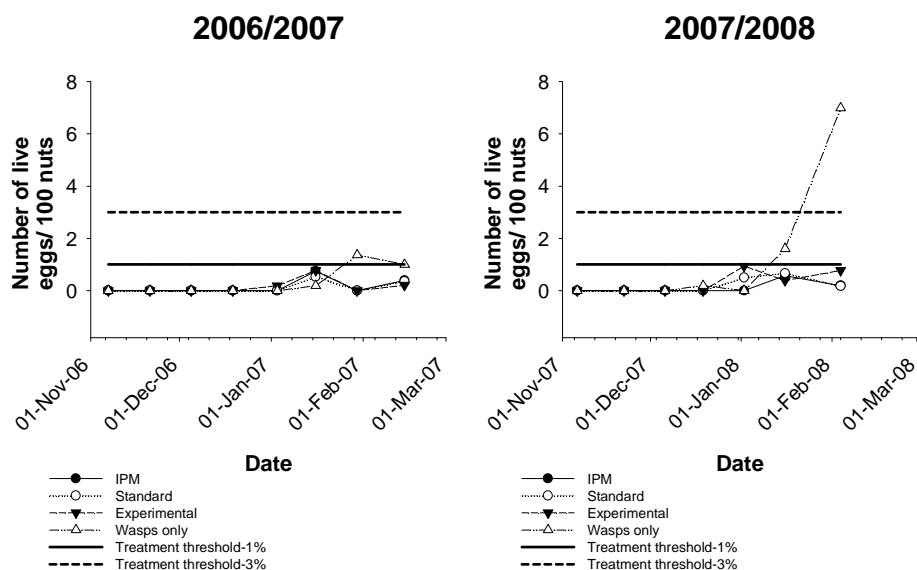 2006/2007
2007/2008
Number of live
eggs/ 100 nuts
8
6
4
2
0
01-Nov-06
01-Dec-06
01-Jan-07
01-Feb-07
01-Mar-07
Date
IPM
Standard
Experimental
Wasps only
Treatment threshold-1%
Treatment threshold-3%
Number of live
eggs/ 100 nuts
8
6
4
2
0
01-Nov-07
01-Dec-07
01-Jan-08
01-Feb-08
01-Mar-08
Date
IPM
Standard
Experimental
Wasps only
Treatment threshold-1%
Treatment threshold-3%